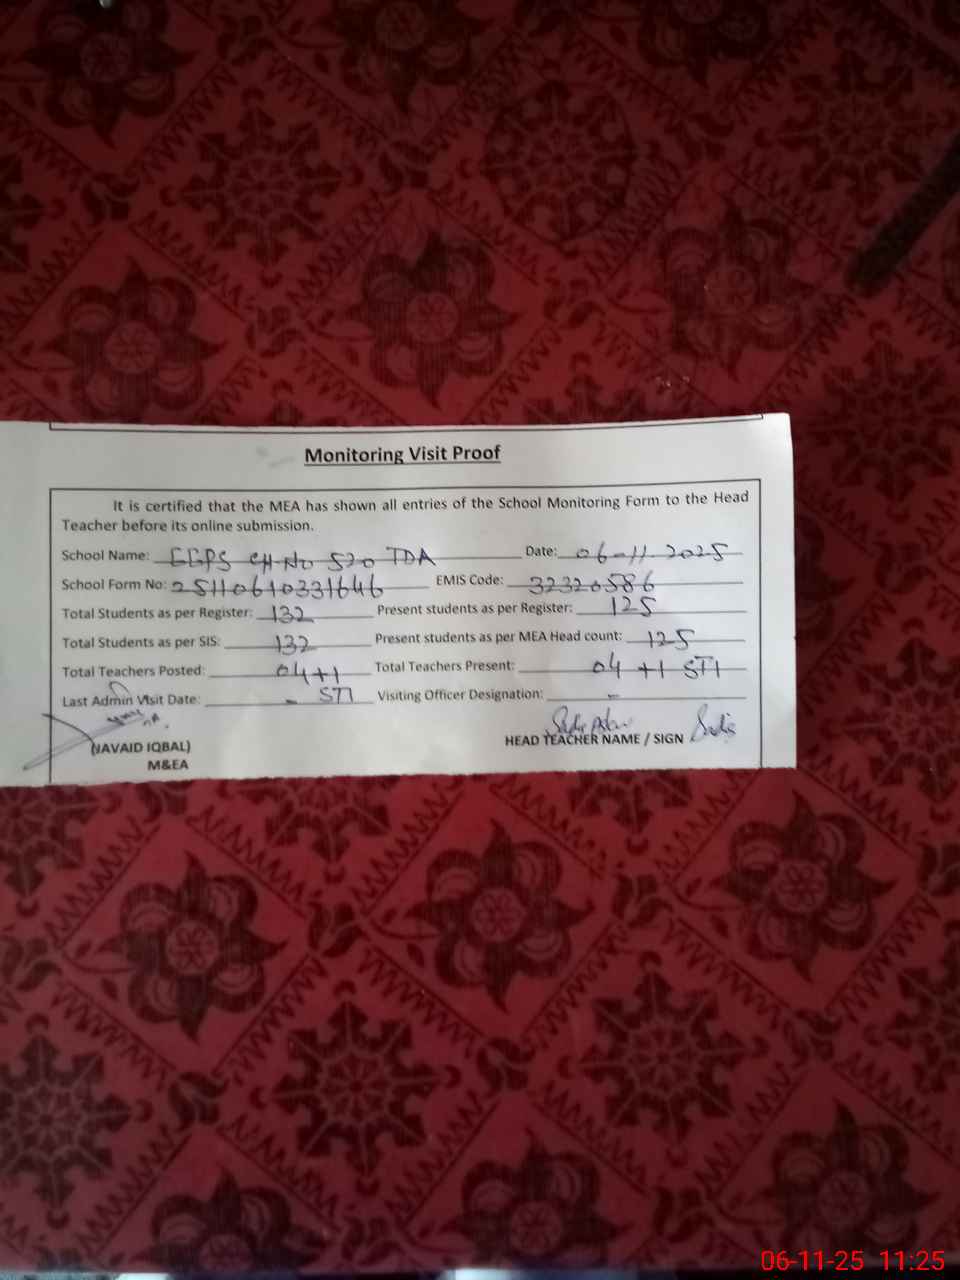 Monitoring Visit Proof
It is certified that the MEA has shown all entries of the School Monitoring Form to the Head
Teacher before its online submission.
School Name: GGPS CH-No 520 TDA Date: 06-11-2025
School Form No: 25110610331646 EMIS Code: 32320586
Total Students as per Register: 132 Present students as per Register: 125
Total Students as per SIS: 132 Present students as per MEA Head count: 125
Total Teachers Posted: 04+1 Total Teachers Present: 04 +1 STI
Last Admin Visit Date: - STI Visiting Officer Designation: -
(JAVAID IQBAL)
M&EA
HEAD TEACHER NAME / SIGN
06-11-25 11:25